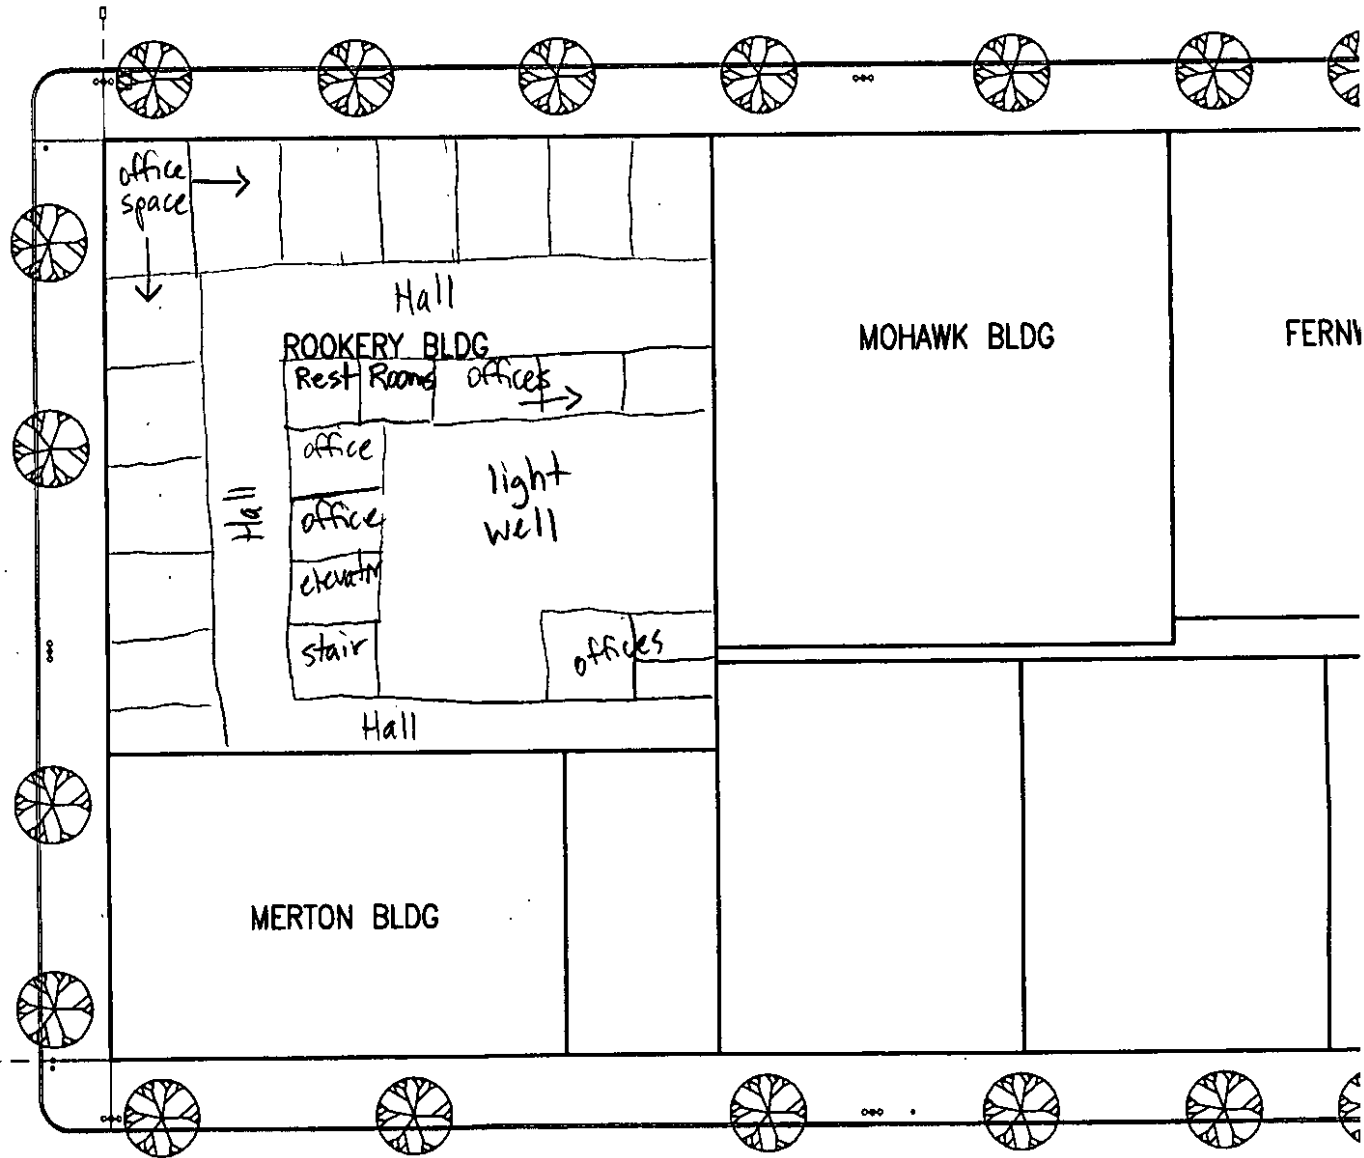 office
space
Hall
ROOKERY BLDG
MOHAWK BLDG
Rest Rooms offices
office
light
well
Hall
office
elevatr
stair
offices
Hall
MERTON BLDG